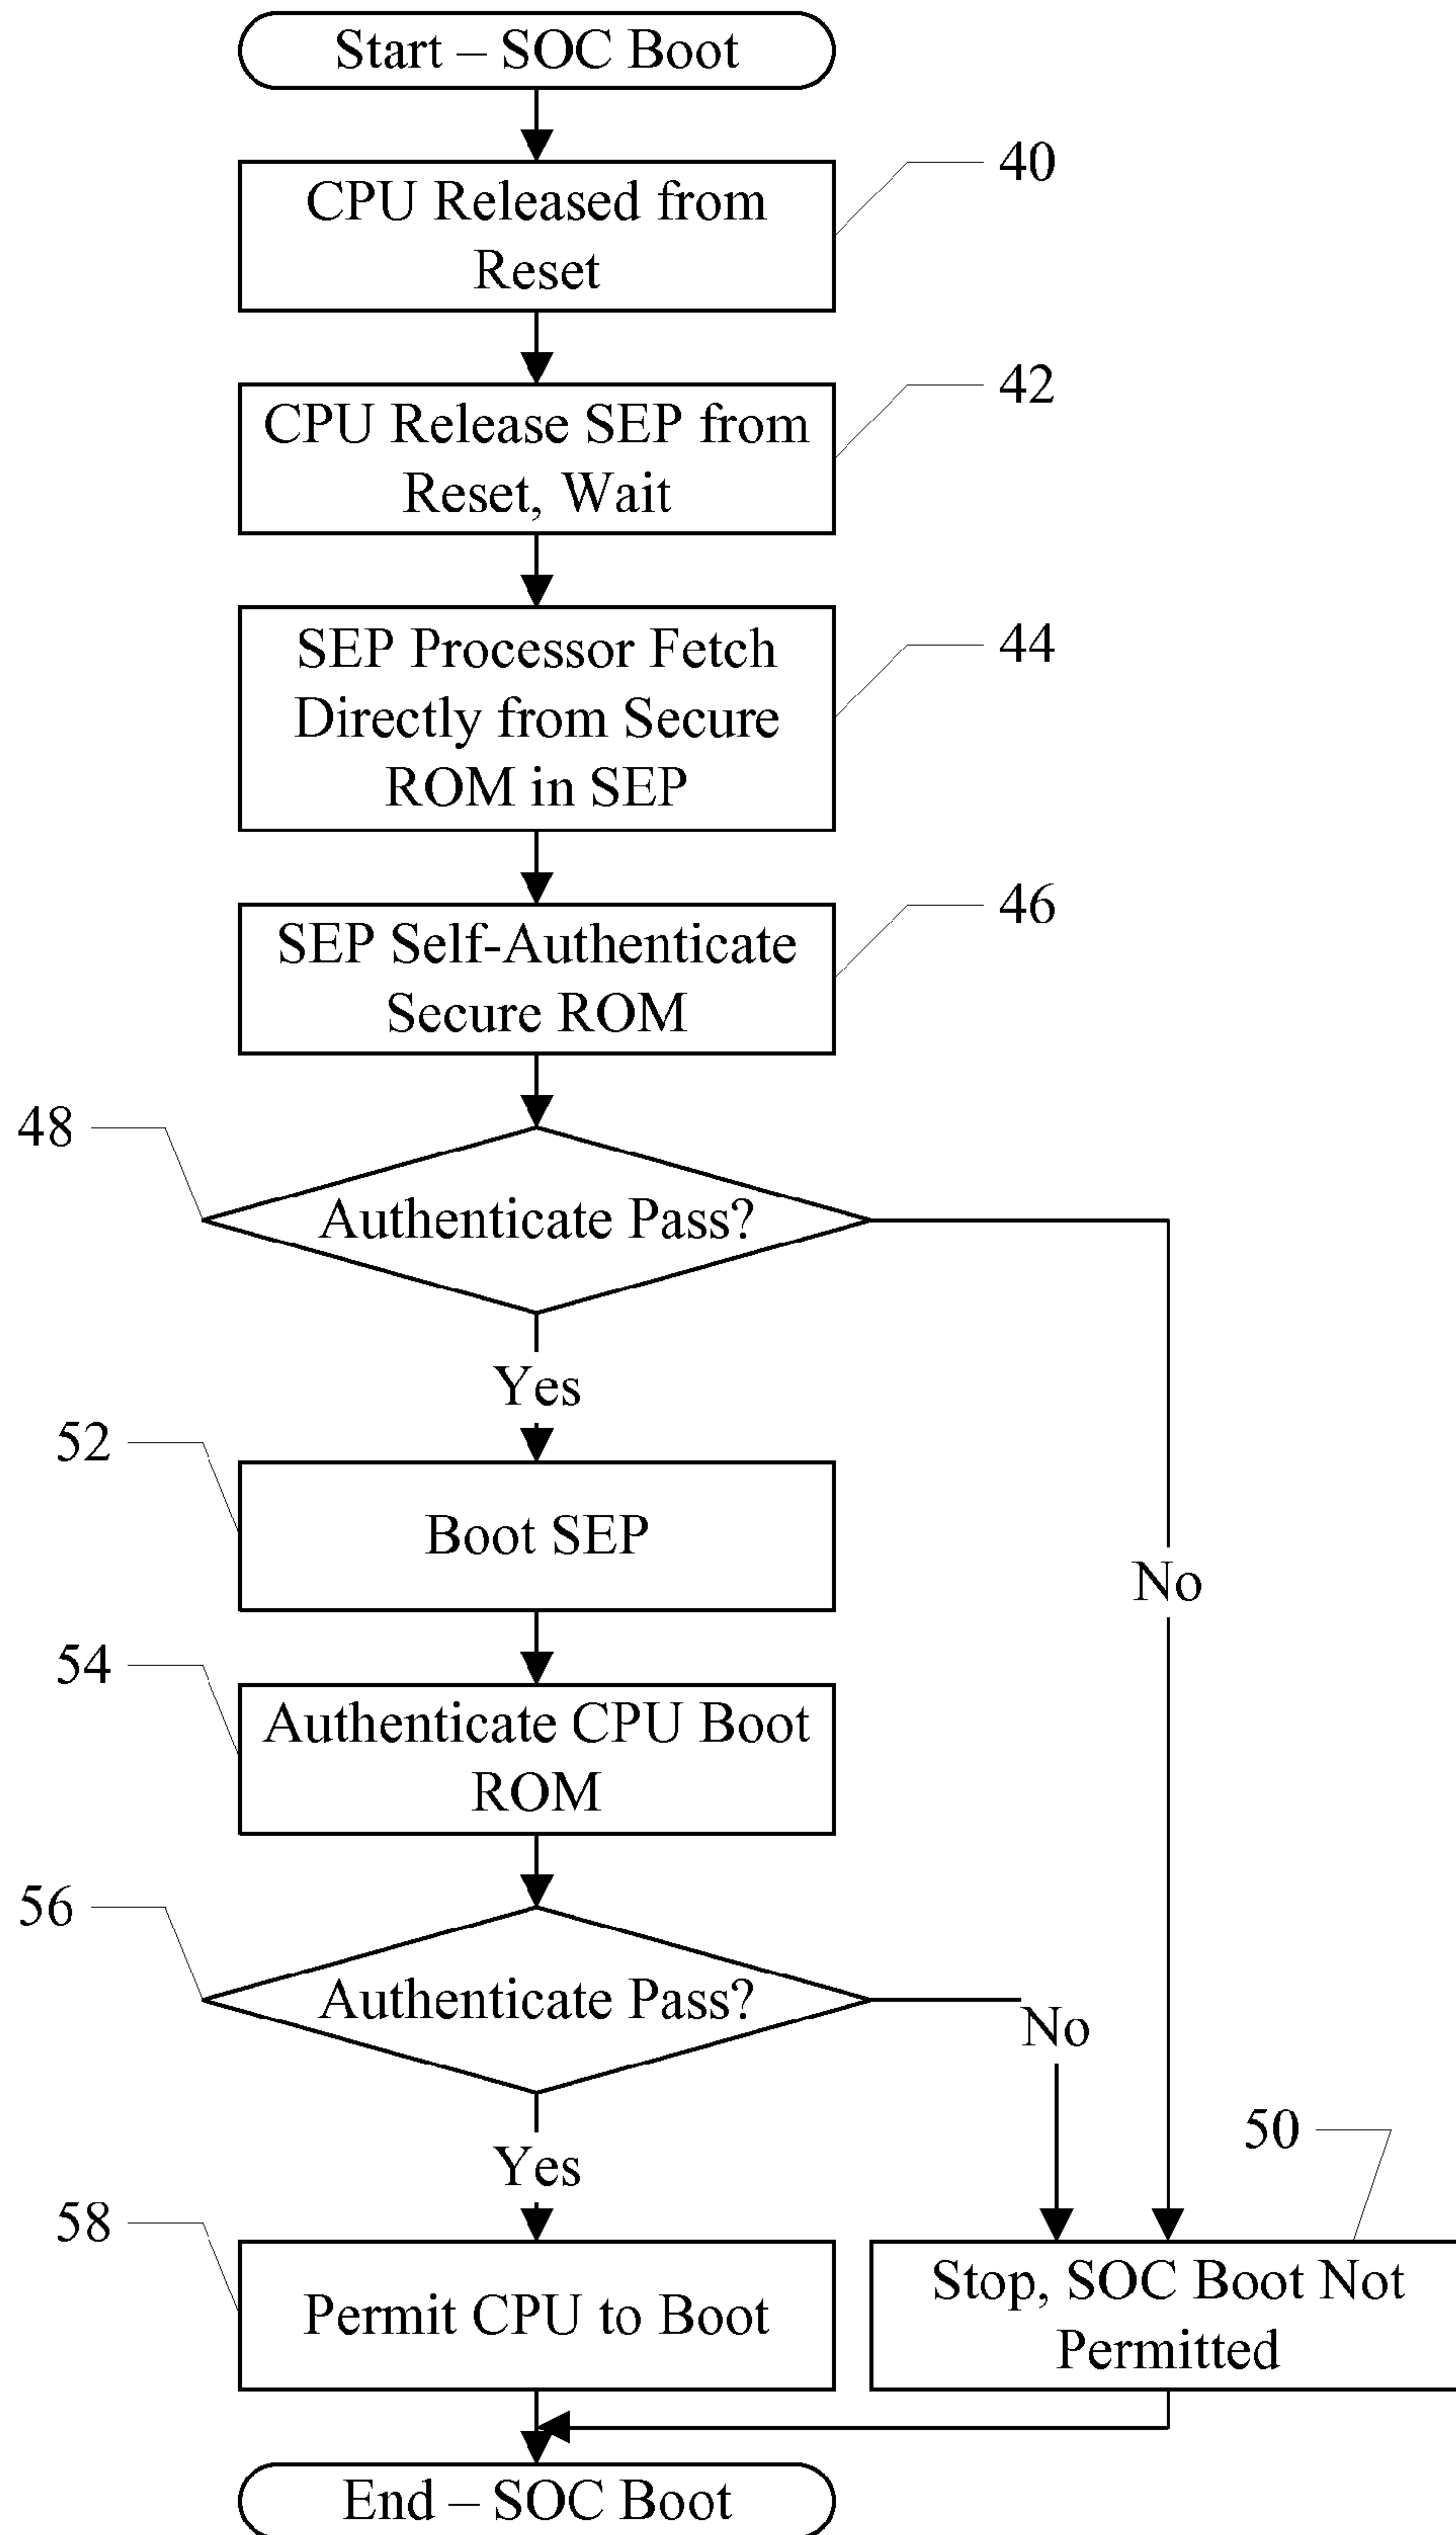 Start – SOC Boot
40
CPU Released from
Reset
42
CPU Release SEP from
Reset, Wait
44
SEP Processor Fetch
Directly from Secure
ROM in SEP
46
SEP Self-Authenticate
Secure ROM
48
Authenticate Pass?
Yes
52
Boot SEP
No
54
Authenticate CPU Boot
ROM
56
Authenticate Pass?
No
Yes
50
58
Permit CPU to Boot
Stop, SOC Boot Not
Permitted
End – SOC Boot